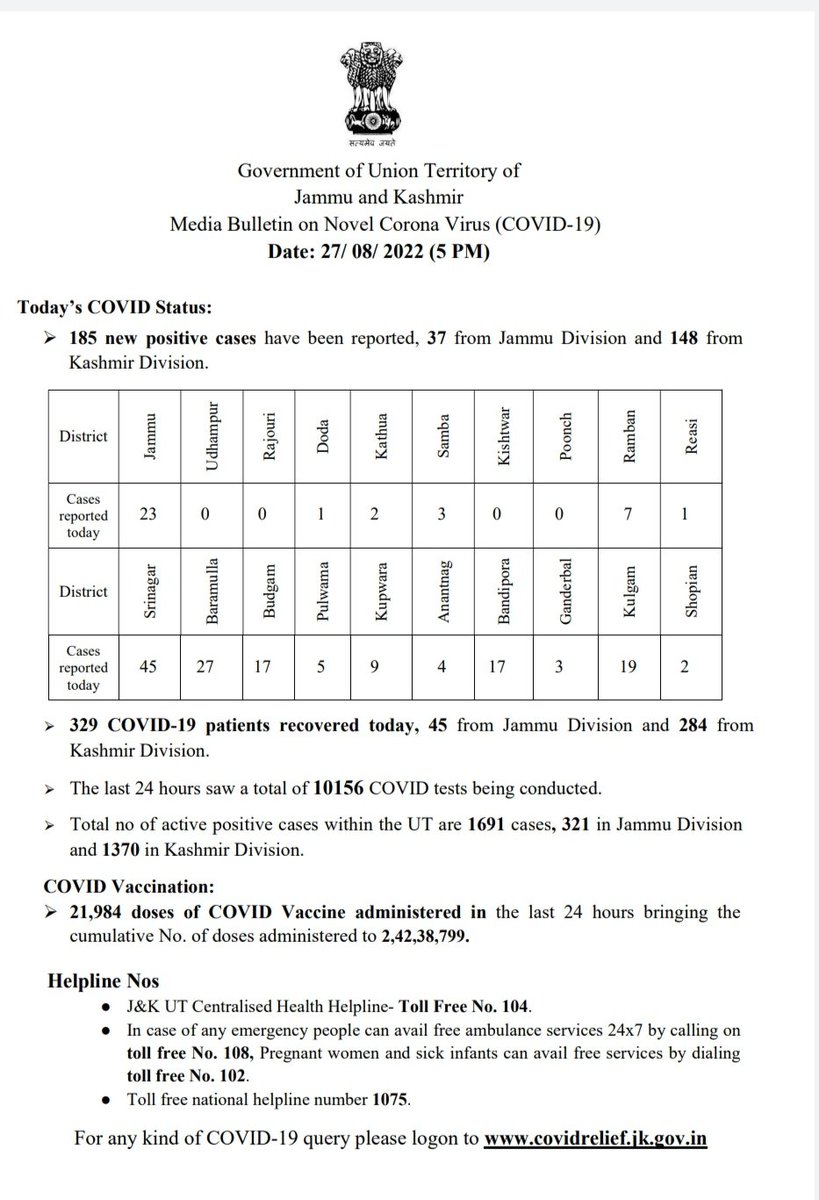 सत्यमेव जयते
Government of Union Territory of
Jammu and Kashmir
Media Bulletin on Novel Corona Virus (COVID-19)
Date: 27/ 08/ 2022 (5 PM)
Today’s COVID Status:
➢ 185 new positive cases have been reported, 37 from Jammu Division and 148 from
Kashmir Division.
District Jammu Udhampur Rajouri Doda Kathua Samba Kishtwar Poonch Ramban Reasi
Cases
reported
today 23 0 0 1 2 3 0 0 7 1
District Srinagar Baramulla Budgam Pulwama Kupwara Anantnag Bandipora Ganderbal Kulgam Shopian
Cases
reported
today 45 27 17 5 9 4 17 3 19 2
➢ 329 COVID-19 patients recovered today, 45 from Jammu Division and 284 from
Kashmir Division.
➢ The last 24 hours saw a total of 10156 COVID tests being conducted.
➢ Total no of active positive cases within the UT are 1691 cases, 321 in Jammu Division
and 1370 in Kashmir Division.
COVID Vaccination:
➢ 21,984 doses of COVID Vaccine administered in the last 24 hours bringing the
cumulative No. of doses administered to 2,42,38,799.
Helpline Nos
● J&K UT Centralised Health Helpline- Toll Free No. 104.
● In case of any emergency people can avail free ambulance services 24x7 by calling on
toll free No. 108, Pregnant women and sick infants can avail free services by dialing
toll free No. 102.
● Toll free national helpline number 1075.
For any kind of COVID-19 query please logon to www.covidrelief.jk.gov.in